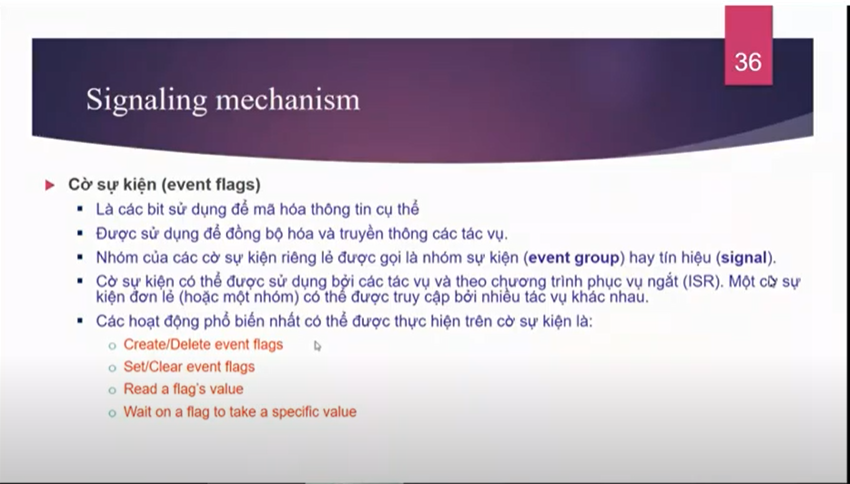 36
Signaling mechanism
Cờ sự kiện (event flags)
Là các bit sử dụng để mã hóa thông tin cụ thể
Được sử dụng để đồng bộ hóa và truyền thông các tác vụ.
Nhóm của các cờ sự kiện riêng lẻ được gọi là nhóm sự kiện (event group) hay tín hiệu (signal).
Cờ sự kiện có thể được sử dụng bởi các tác vụ và theo chương trình phục vụ ngắt (ISR). Một cờ sự
kiện đơn lẻ (hoặc một nhóm) có thể được truy cập bởi nhiều tác vụ khác nhau.
Các hoạt động phổ biến nhất có thể được thực hiện trên cờ sự kiện là:
Create/Delete event flags
Set/Clear event flags
Read a flag's value
Wait on a flag to take a specific value